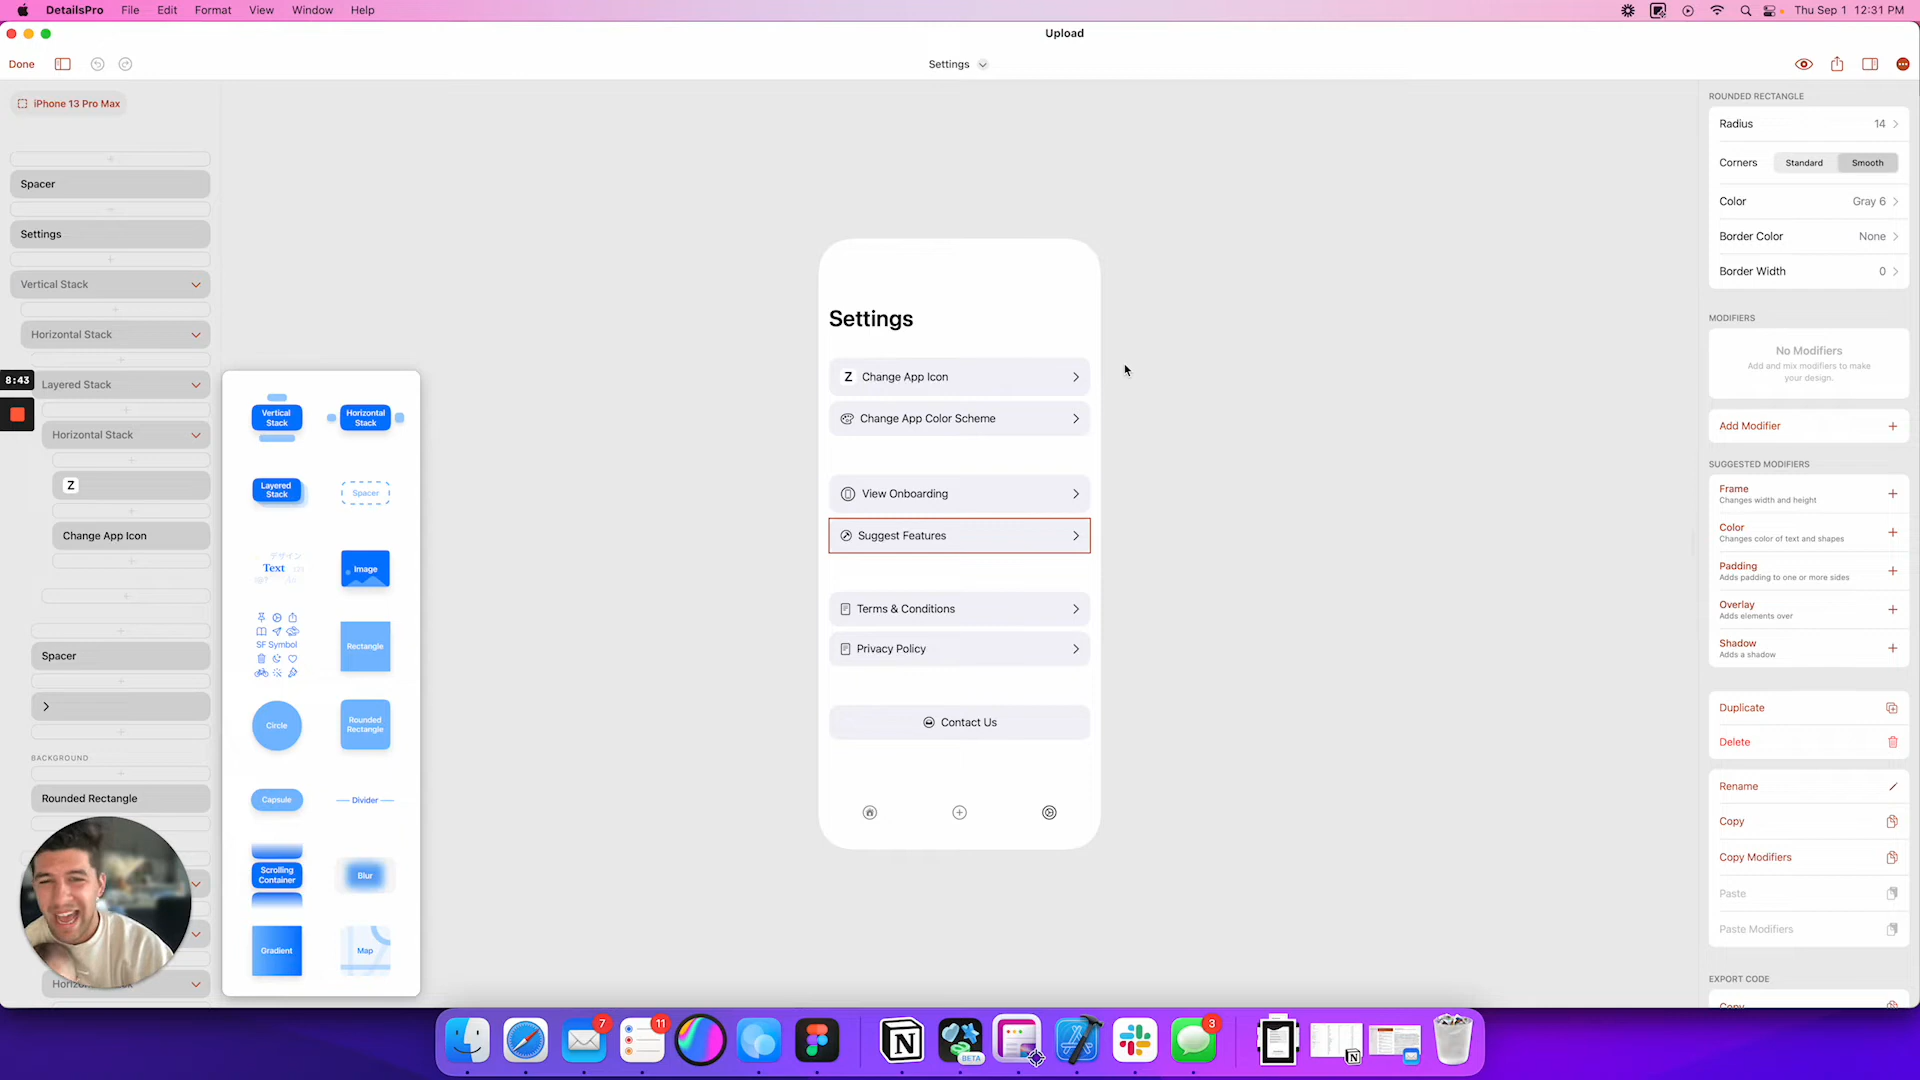 DetailsPro File Edit Format View Window Help
Thu Sep 1 12:31 PM
Upload
Done
Settings
iPhone 13 Pro Max
Spacer
Settings
Vertical Stack
Horizontal Stack
8:43
Layered Stack
Horizontal Stack
Z
Change App Icon
Spacer
BACKGROUND
Rounded Rectangle
Vertical
Stack
Horizontal
Stack
Layered
Stack
Spacer
デザイン
Text
Image
SF Symbol
Rectangle
Circle
Rounded
Rectangle
Capsule
Divider
Scrolling
Container
Blur
Gradient
Map
Settings
Z Change App Icon
Change App Color Scheme
View Onboarding
Suggest Features
Terms & Conditions
Privacy Policy
Contact Us
ROUNDED RECTANGLE
Radius 14
Corners Standard Smooth
Color Gray 6
Border Color None
Border Width 0
MODIFIERS
No Modifiers
Add and mix modifiers to make
your design.
Add Modifier
SUGGESTED MODIFIERS
Frame
Changes width and height
Color
Changes color of text and shapes
Padding
Adds padding to one or more sides
Overlay
Adds elements over
Shadow
Adds a shadow
Duplicate
Delete
Rename
Copy
Copy Modifiers
Paste
Paste Modifiers
EXPORT CODE
Copy
7
11
BETA
3